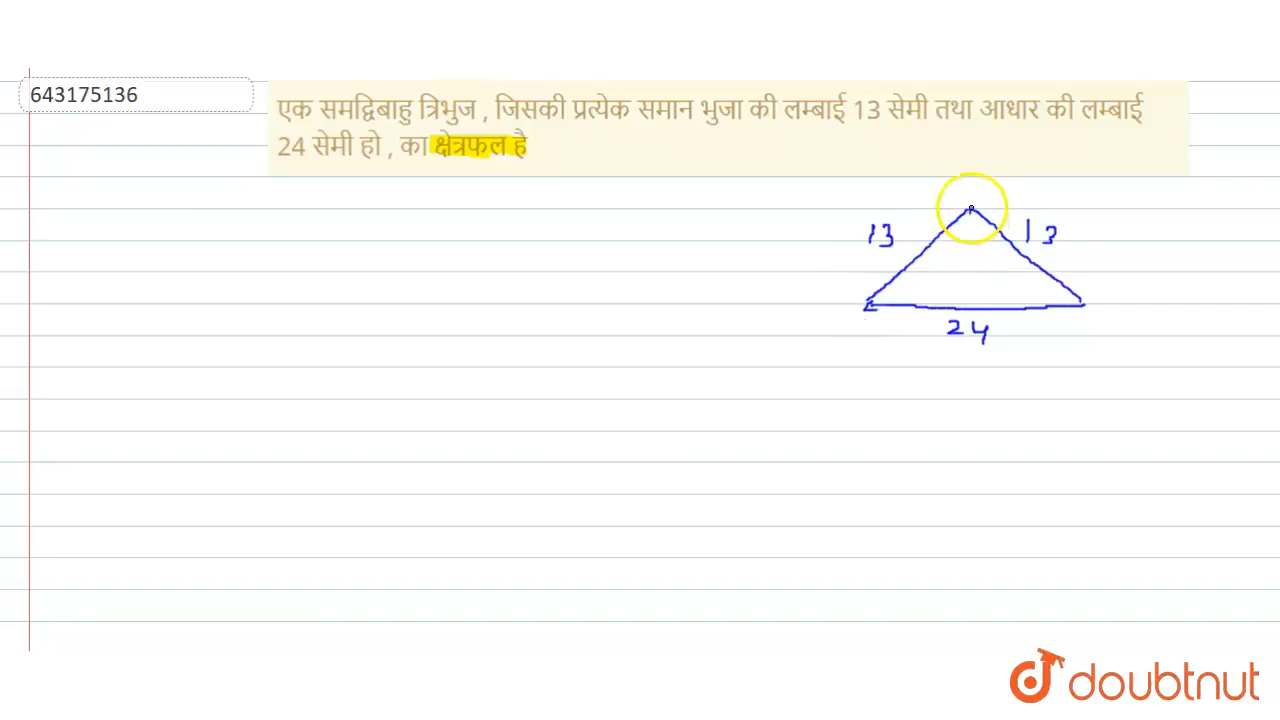 643175136
एक समद्विबाहु त्रिभुज , जिसकी प्रत्येक समान भुजा की लम्बाई 13 सेमी तथा आधार की लम्बाई
24 सेमी हो , का क्षेत्रफल है
13
13
24
doubtnut